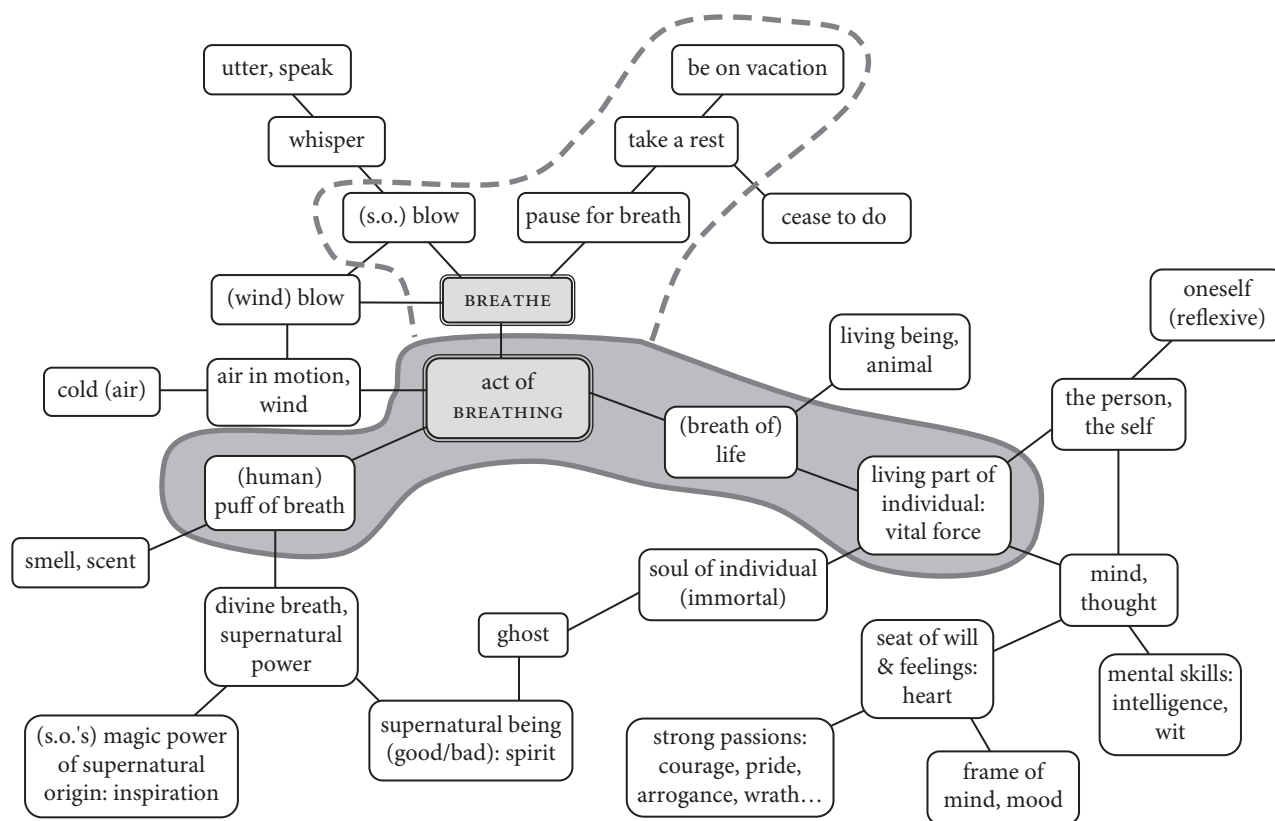 utter, speak
be on vacation
whisper
take a rest
(s.o.) blow
pause for breath
cease to do
(wind) blow
BREATHE
oneself
(reflexive)
living being,
animal
cold (air)
air in motion,
wind
act of
BREATHING
the person,
the self
(breath of)
life
(human)
puff of breath
living part of
individual:
vital force
smell, scent
soul of individual
(immortal)
mind,
thought
divine breath,
supernatural
power
ghost
seat of will
& feelings:
heart
mental skills:
intelligence,
wit
(s.o.'s) magic power
of supernatural
origin: inspiration
supernatural being
(good/bad): spirit
strong passions:
courage, pride,
arrogance, wrath…
frame of
mind, mood